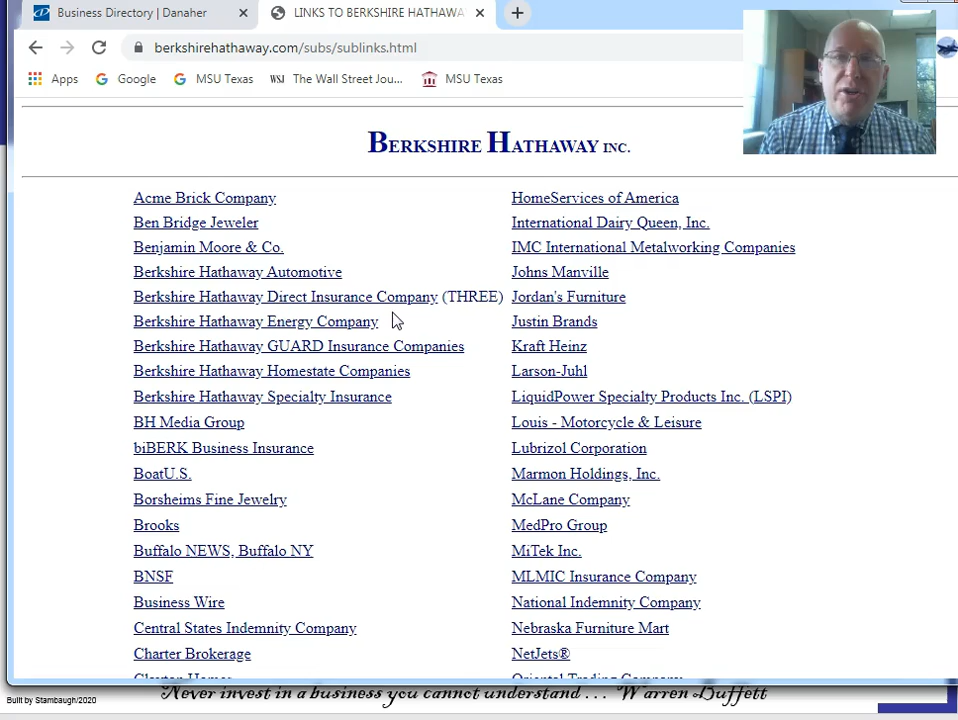 Business Directory | Danaher
LINKS TO BERKSHIRE HATHAWA
berkshirehathaway.com/subs/sublinks.html
Apps
Google
MSU Texas
WSJ
The Wall Street Jou...
MSU Texas
BERKSHIRE HATHAWAY INC.
Acme Brick Company
Ben Bridge Jeweler
Benjamin Moore & Co.
Berkshire Hathaway Automotive
Berkshire Hathaway Direct Insurance Company (THREE)
Berkshire Hathaway Energy Company
Berkshire Hathaway GUARD Insurance Companies
Berkshire Hathaway Homestate Companies
Berkshire Hathaway Specialty Insurance
BH Media Group
biBERK Business Insurance
BoatU.S.
Borsheims Fine Jewelry
Brooks
Buffalo NEWS, Buffalo NY
BNSF
Business Wire
Central States Indemnity Company
Charter Brokerage
HomeServices of America
International Dairy Queen, Inc.
IMC International Metalworking Companies
Johns Manville
Jordan's Furniture
Justin Brands
Kraft Heinz
Larson-Juhl
LiquidPower Specialty Products Inc. (LSPI)
Louis - Motorcycle & Leisure
Lubrizol Corporation
Marmon Holdings, Inc.
McLane Company
MedPro Group
MiTek Inc.
MLMIC Insurance Company
National Indemnity Company
Nebraska Furniture Mart
NetJets®
Built by Stambaugh/2020
Never invest in a business you cannot understand . . . Warren Buffett